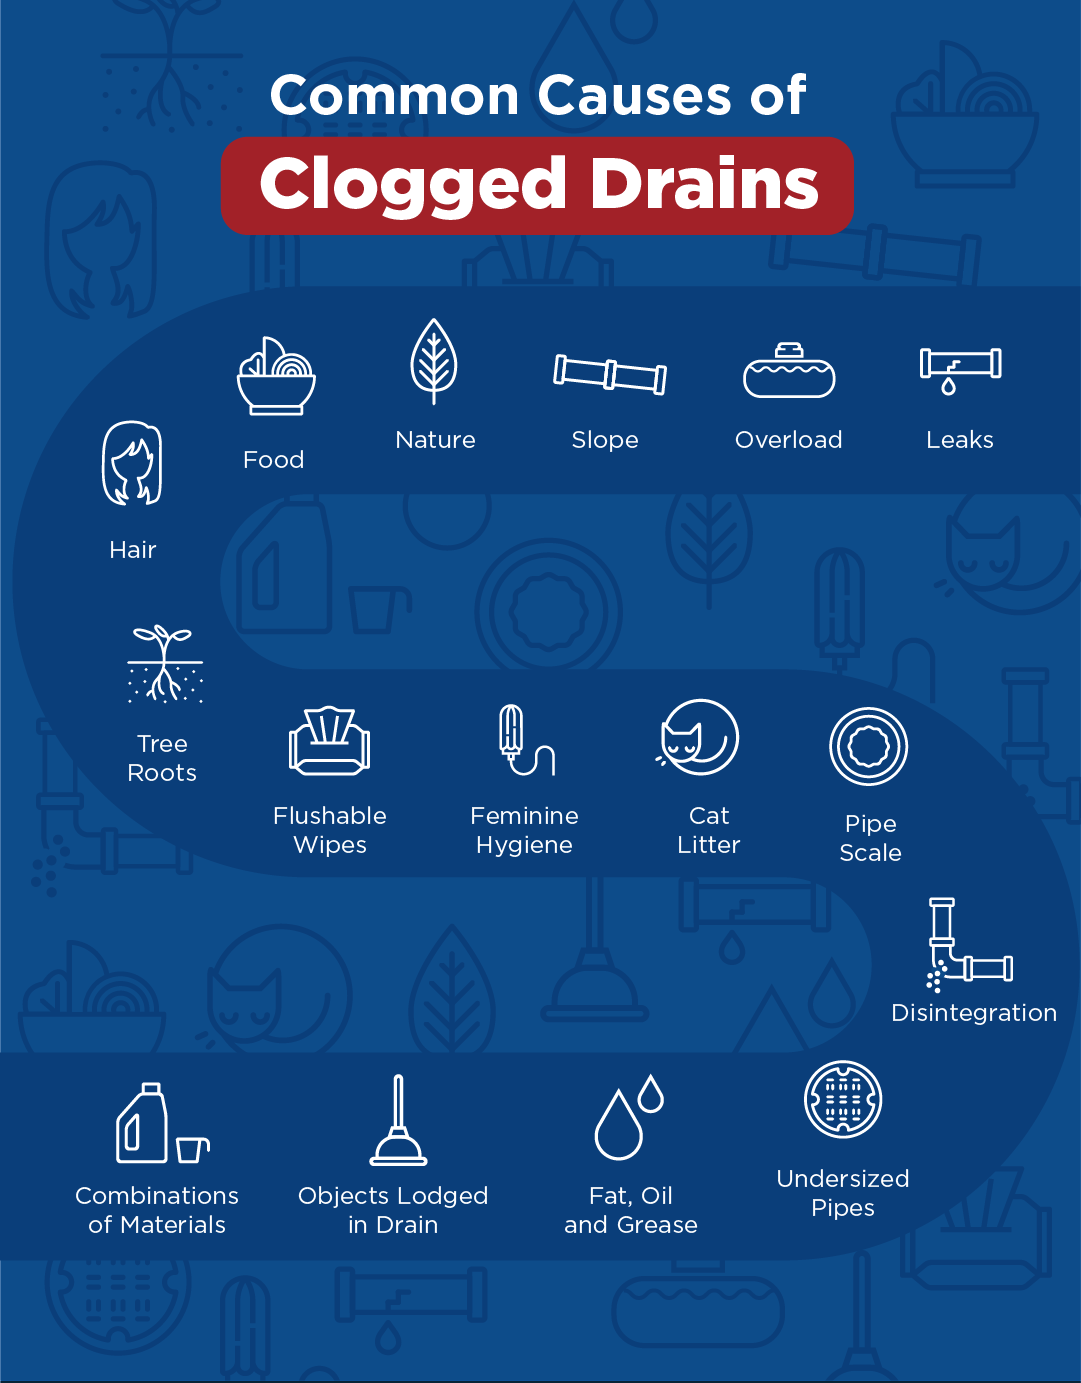 Common Causes of
Clogged Drains
Food
Nature
Slope
Overload
Leaks
Hair
Tree
Roots
Flushable
Wipes
Feminine
Hygiene
Cat
Litter
Pipe
Scale
Disintegration
Combinations
of Materials
Objects Lodged
in Drain
Fat, Oil
and Grease
Undersized
Pipes